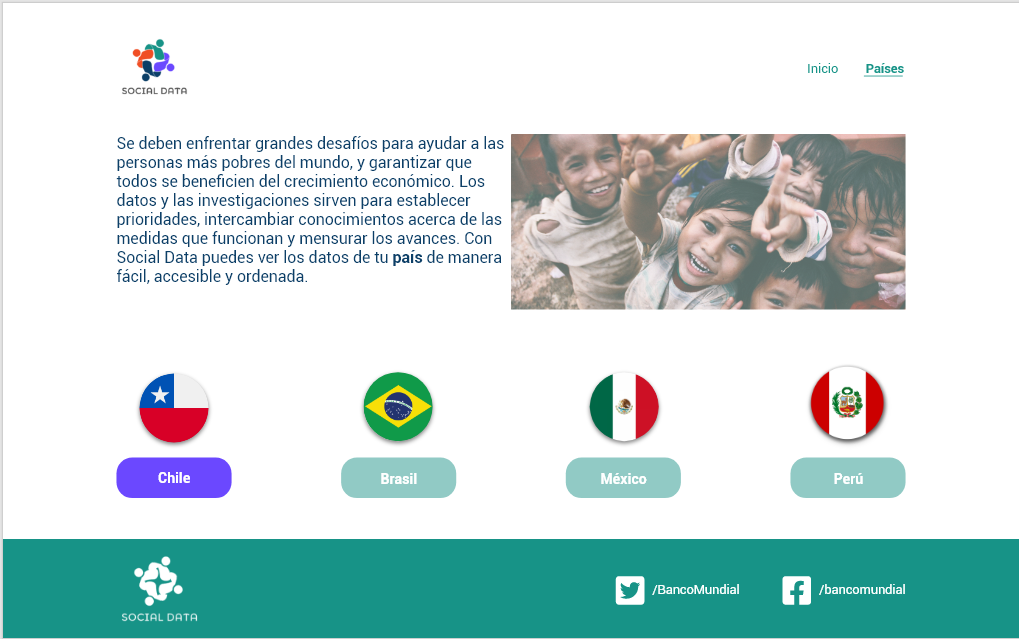 SOCIAL DATA
Inicio
Países
Se deben enfrentar grandes desafíos para ayudar a las
personas más pobres del mundo, y garantizar que
todos se beneficien del crecimiento económico. Los
datos y las investigaciones sirven para establecer
prioridades, intercambiar conocimientos acerca de las
medidas que funcionan y mensurar los avances. Con
Social Data puedes ver los datos de tu país de manera
fácil, accesible y ordenada.
Chile
Brasil
México
Perú
SOCIAL DATA
/BancoMundial
/bancomundial